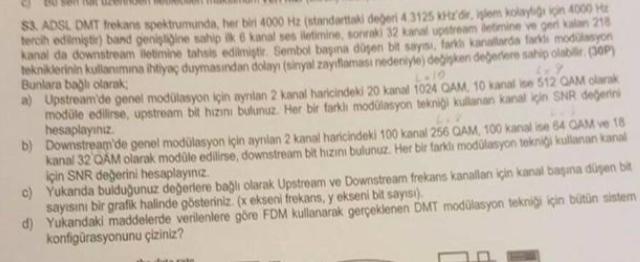 S3. ADSL DMT frekans spektrumunda, her biri 4000 Hz (standarttaki değeri 4.3125 kHz'dir, işlem kolaylığı için 4000 Hz
tercih edilmiştir) band genişliğine sahip ilk 6 kanal ses iletimine, sonraki 32 kanal upstream iletimine ve geri kalan 218
kanal da downstream iletimine tahsis edilmiştir. Sembol başına düşen bit sayısı, farklı kanallarda farklı modülasyon
tekniklerinin kullanımına ihtiyaç duymasından dolayı (sinyal zayıflaması nedeniyle) değişken değerlere sahip olabilir. (30P)
Bunlara bağlı olarak;
a) Upstream'de genel modülasyon için ayrılan 2 kanal haricindeki 20 kanal 1024 QAM, 10 kanal ise 512 QAM olarak
modüle edilirse, upstream bit hızını bulunuz. Her bir farklı modülasyon tekniği kullanılan kanal için SNR değerini
hesaplayınız.
b) Downstream'de genel modülasyon için ayrılan 2 kanal haricindeki 100 kanal 256 QAM, 100 kanal ise 64 QAM ve 18
kanal 32 QAM olarak modüle edilirse, downstream bit hızını bulunuz. Her bir farklı modülasyon tekniği kullanılan kanal
için SNR değerini hesaplayınız.
c) Yukarıda bulduğunuz değerlere bağlı olarak Upstream ve Downstream frekans kanalları için kanal başına düşen bit
sayısını bir grafik halinde gösteriniz. (x ekseni frekans, y ekseni bit sayısı).
d) Yukarıdaki maddelerde verilenlere göre FDM kullanarak gerçeklenen DMT modülasyon tekniği için bütün sistem
konfigürasyonunu çiziniz?